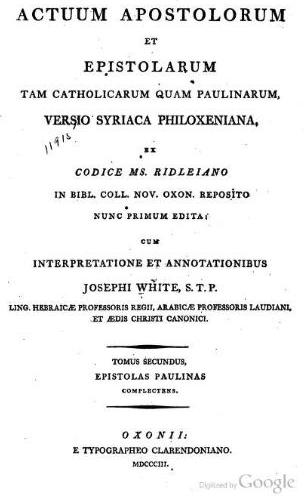 ACTUUM APOSTOLORUM
ET
EPISTOLARUM
TAM CATHOLICARUM QUAM PAULINARUM,
VERSIO SYRIACA PHILOXENIANA,
11913
EX
CODICE MS. RIDLEIANO
IN BIBL. COLL. NOV. OXON. REPOSITO
NUNC PRIMUM EDITA:
CUM
INTERPRETATIONE ET ANNOTATIONIBUS
JOSEPHI WHITE, S. T. P.
LING. HEBRAICÆ PROFESSORIS REGII, ARABICÆ PROFESSORIS LAUDIANI,
ET ÆDIS CHRISTI CANONICI.
TOMUS SECUNDUS,
EPISTOLAS PAULINAS
COMPLECTENS.
OXONII:
E TYPOGRAPHEO CLARENDONIANO.
MDCCCIII.
Digitized by Google